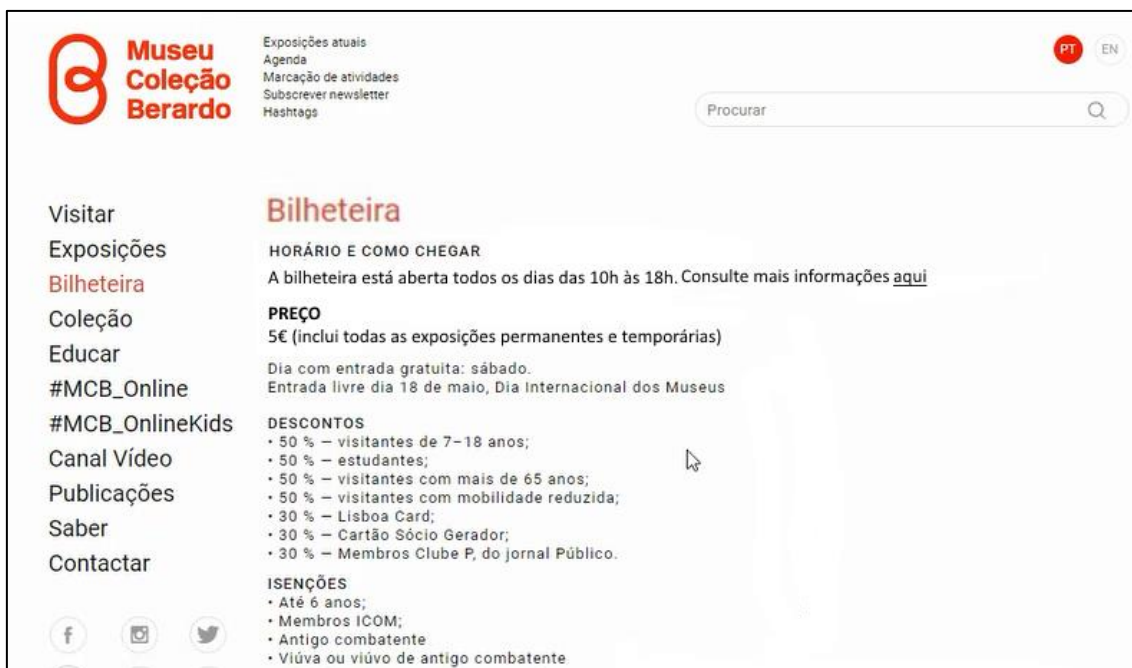 Museu
Coleção
Berardo
Exposições atuais
Agenda
Marcação de atividades
Subscrever newsletter
Hashtags
PT
EN
Procurar
Visitar
Exposições
Bilheteira
Coleção
Educar
#MCB_Online
#MCB_OnlineKids
Canal Vídeo
Publicações
Saber
Contactar
Bilheteira
HORÁRIO E COMO CHEGAR
A bilheteira está aberta todos os dias das 10h às 18h. Consulte mais informações aqui
PREÇO
5€ (inclui todas as exposições permanentes e temporárias)
Dia com entrada gratuita: sábado.
Entrada livre dia 18 de maio, Dia Internacional dos Museus
DESCONTOS
• 50 % — visitantes de 7–18 anos;
• 50 % — estudantes;
• 50 % — visitantes com mais de 65 anos;
• 50 % — visitantes com mobilidade reduzida;
• 30 % — Lisboa Card;
• 30 % — Cartão Sócio Gerador;
• 30 % — Membros Clube P, do jornal Público.
ISENÇÕES
• Até 6 anos;
• Membros ICOM;
• Antigo combatente
• Viúva ou viúvo de antigo combatente